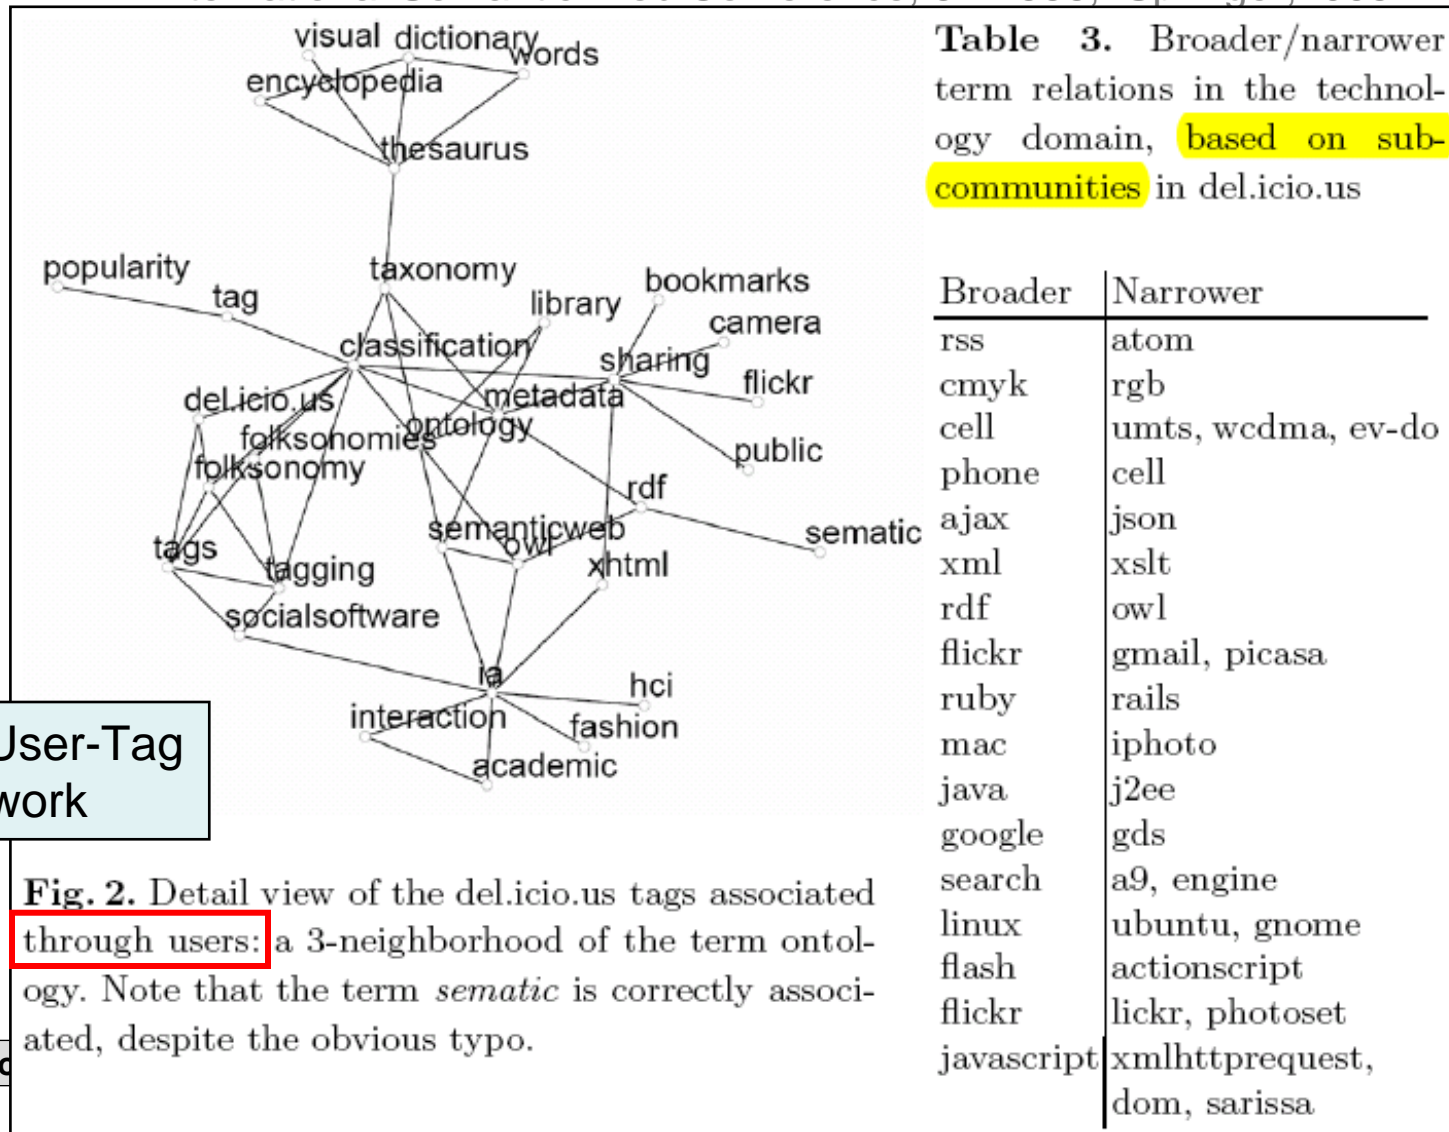 visual dictionary
words
encyclopedia
thesaurus
popularity
taxonomy
tag
library
bookmarks
camera
classification
sharing
flickr
del.icio.us
metadata
folksonomies
ontology
public
folksonomy
rdf
semanticweb
sematic
tags
owl
tagging
xhtml
socialsoftware
ia
hci
interaction
fashion
academic
User-Tag
work
Fig. 2. Detail view of the del.icio.us tags associated
through users: a 3-neighborhood of the term ontol-
ogy. Note that the term sematic is correctly associ-
ated, despite the obvious typo.
Table 3. Broader/narrower
term relations in the technol-
ogy domain, based on sub-
communities in del.icio.us
Broader Narrower
rss atom
cmyk rgb
cell umts, wcdma, ev-do
phone cell
ajax json
xml xslt
rdf owl
flickr gmail, picasa
ruby rails
mac iphoto
java j2ee
google gds
search a9, engine
linux ubuntu, gnome
flash actionscript
flickr lickr, photoset
javascript xmlhttprequest,
dom, sarissa